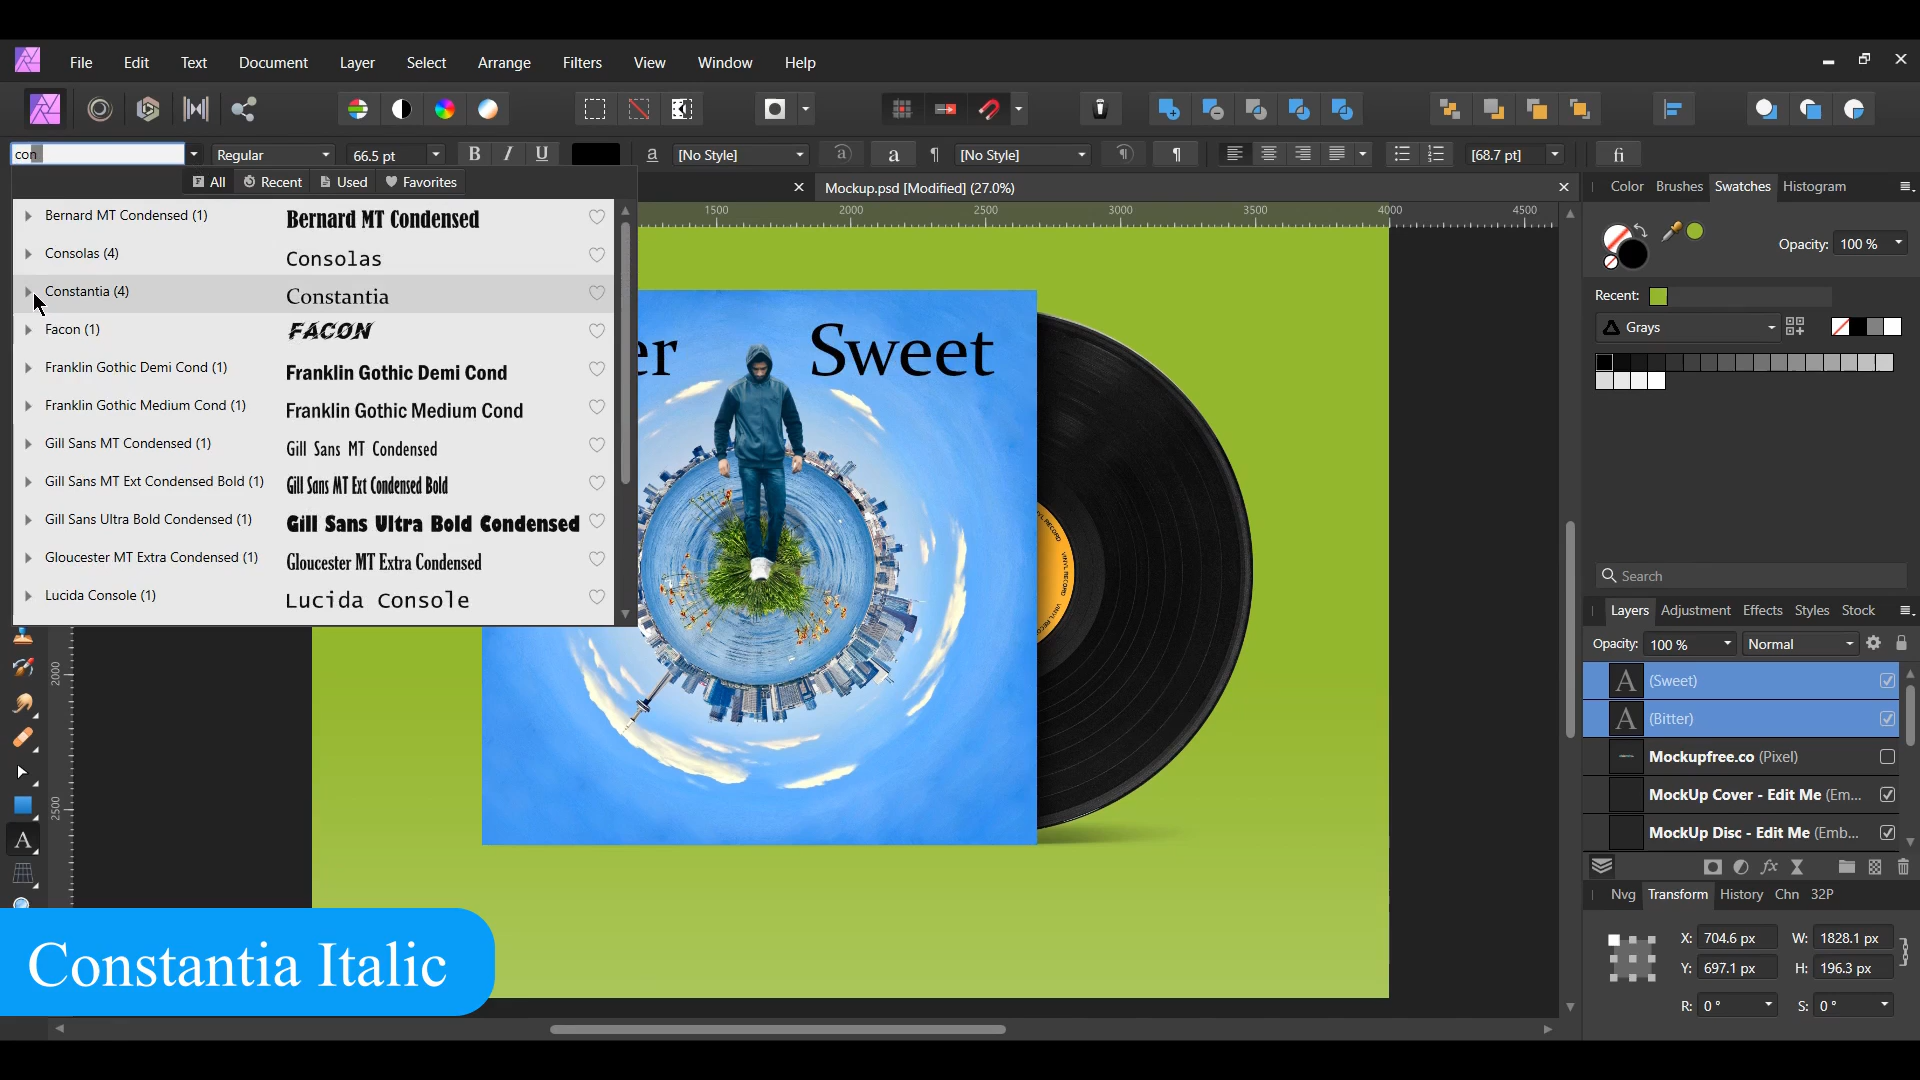 File Edit Text Document Layer Select Arrange Filters View Window Help
con Regular 66.5 pt B I U a [No Style] a a ¶ [No Style] ¶ ¶ [68.7 pt] fi
All Recent Used Favorites
Mockup.psd [Modified] (27.0%)
Color Brushes Swatches Histogram
1500 2000 2500 3000 3500 4000 4500
Bernard MT Condensed (1) Bernard MT Condensed
Consolas (4) Consolas
Constantia (4) Constantia
Facon (1) FACON
Franklin Gothic Demi Cond (1) Franklin Gothic Demi Cond
Franklin Gothic Medium Cond (1) Franklin Gothic Medium Cond
Gill Sans MT Condensed (1) Gill Sans MT Condensed
Gill Sans MT Ext Condensed Bold (1) Gill Sans MT Ext Condensed Bold
Gill Sans Ultra Bold Condensed (1) Gill Sans Ultra Bold Condensed
Gloucester MT Extra Condensed (1) Gloucester MT Extra Condensed
Lucida Console (1) Lucida Console
er Sweet
VINYL RECORD
2000
2500
A
Opacity: 100 %
Recent:
Grays
Search
Layers Adjustment Effects Styles Stock
Opacity: 100 % Normal
A (Sweet)
A (Bitter)
Mockupfree.co (Pixel)
MockUp Cover - Edit Me (Em...
MockUp Disc - Edit Me (Emb...
fx
Nvg Transform History Chn 32P
X: 704.6 px W: 1828.1 px
Y: 697.1 px H: 196.3 px
R: 0 ° S: 0 °
Constantia Italic